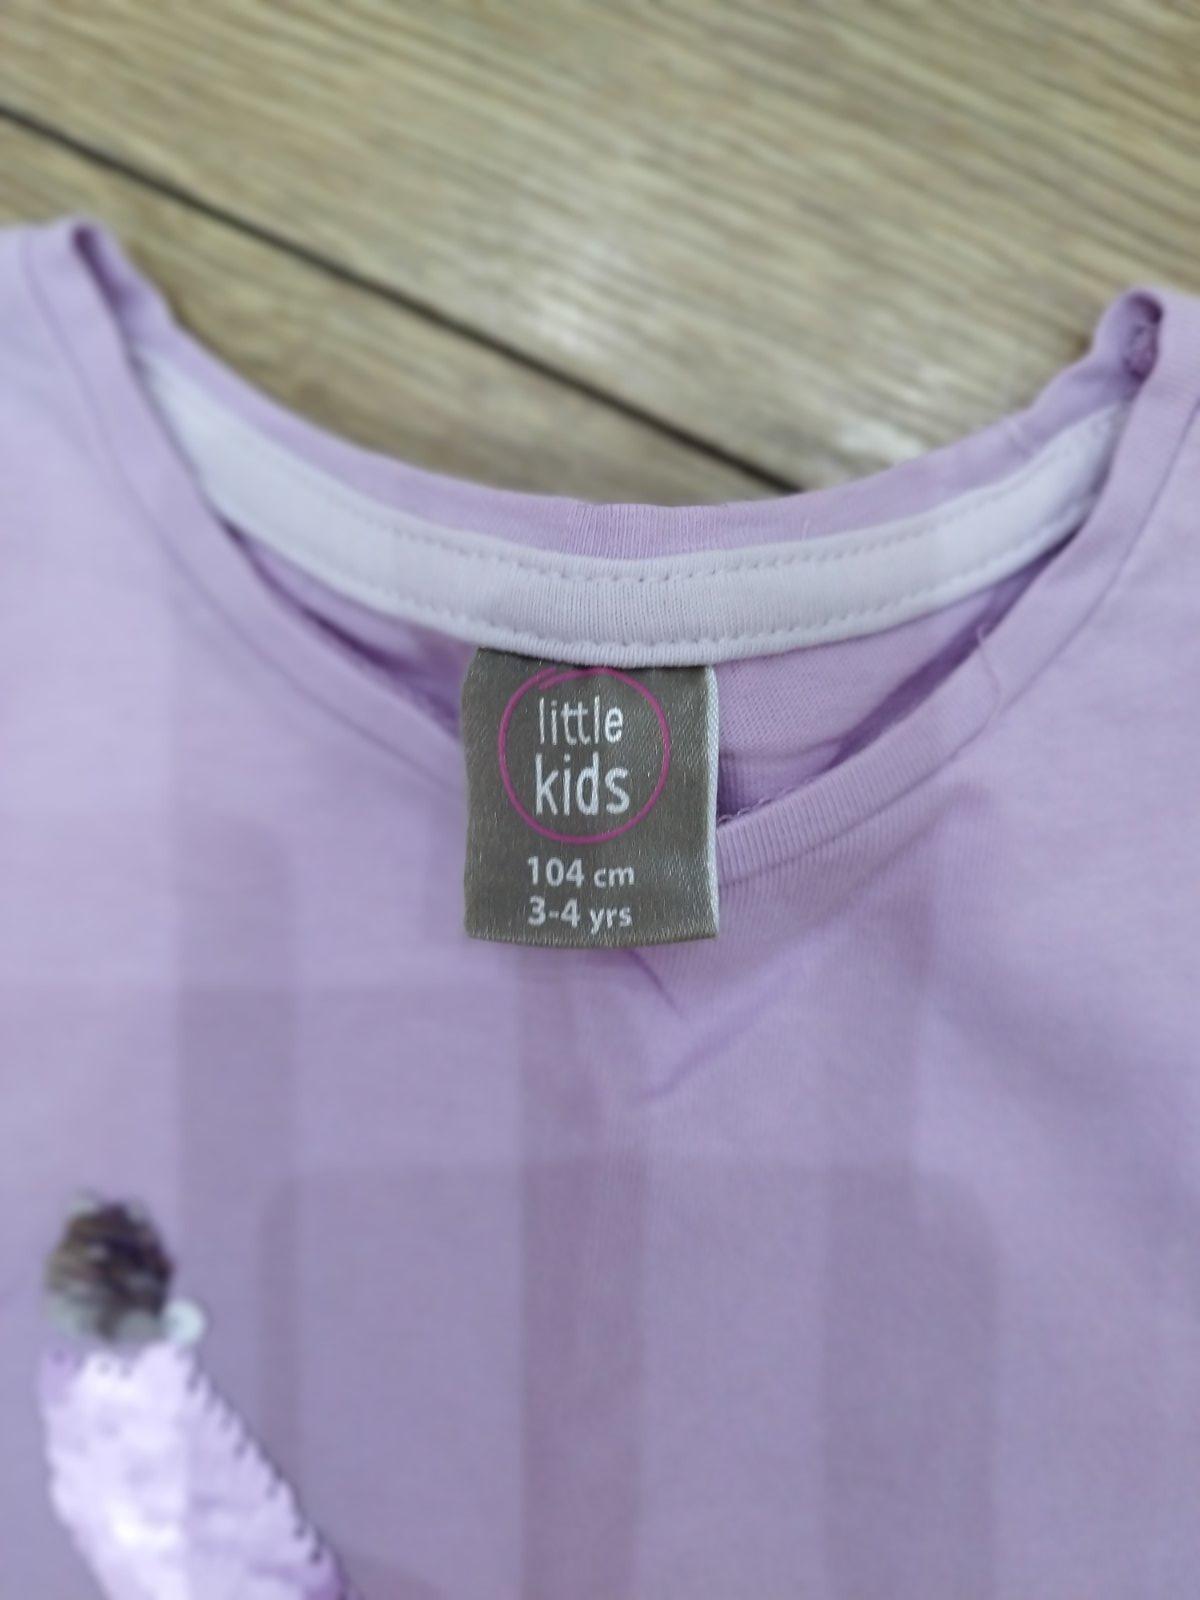 little
kids
104 cm
3-4 yrs